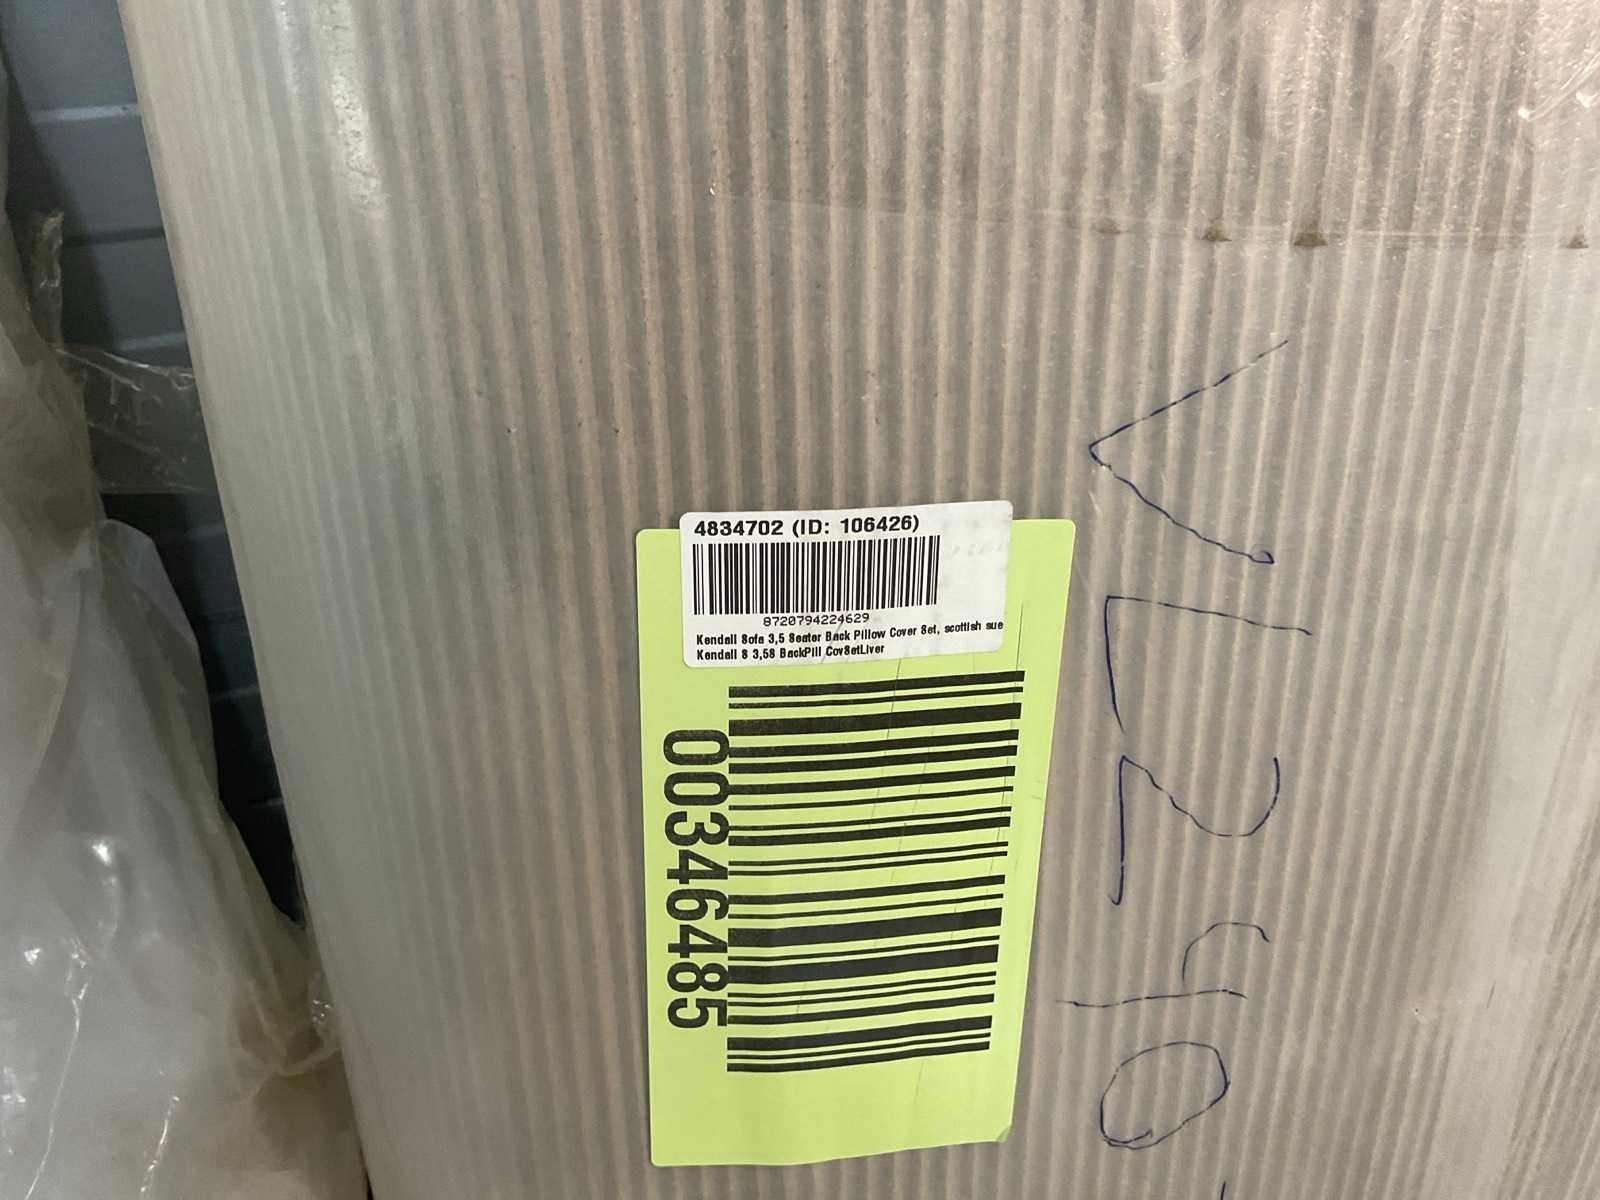 4834702 (ID: 106426)
8720794224629
Kendall Sofa 3,5 Seater Back Pillow Cover Set, scottish sue
Kendall S 3,5S BackPill CovSetLiver
00346485